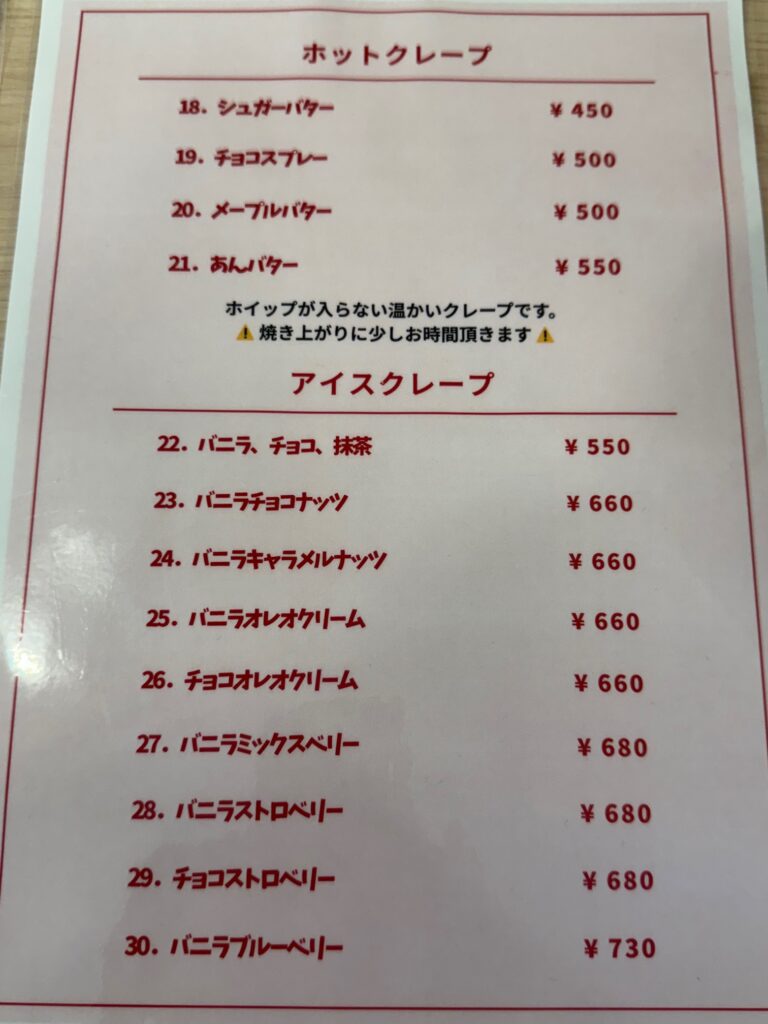 ホットクレープ
18. シュガーバター ¥ 450
19. チョコスプレー ¥ 500
20. メープルバター ¥ 500
21. あんバター ¥ 550
ホイップが入らない温かいクレープです。
⚠️焼き上がりに少しお時間頂きます⚠️
アイスクレープ
22. バニラ、チョコ、抹茶 ¥ 550
23. バニラチョコナッツ ¥ 660
24. バニラキャラメルナッツ ¥ 660
25. バニラオレオクリーム ¥ 660
26. チョコオレオクリーム ¥ 660
27. バニラミックスベリー ¥ 680
28. バニラストロベリー ¥ 680
29. チョコストロベリー ¥ 680
30. バニラブルーベリー ¥ 730